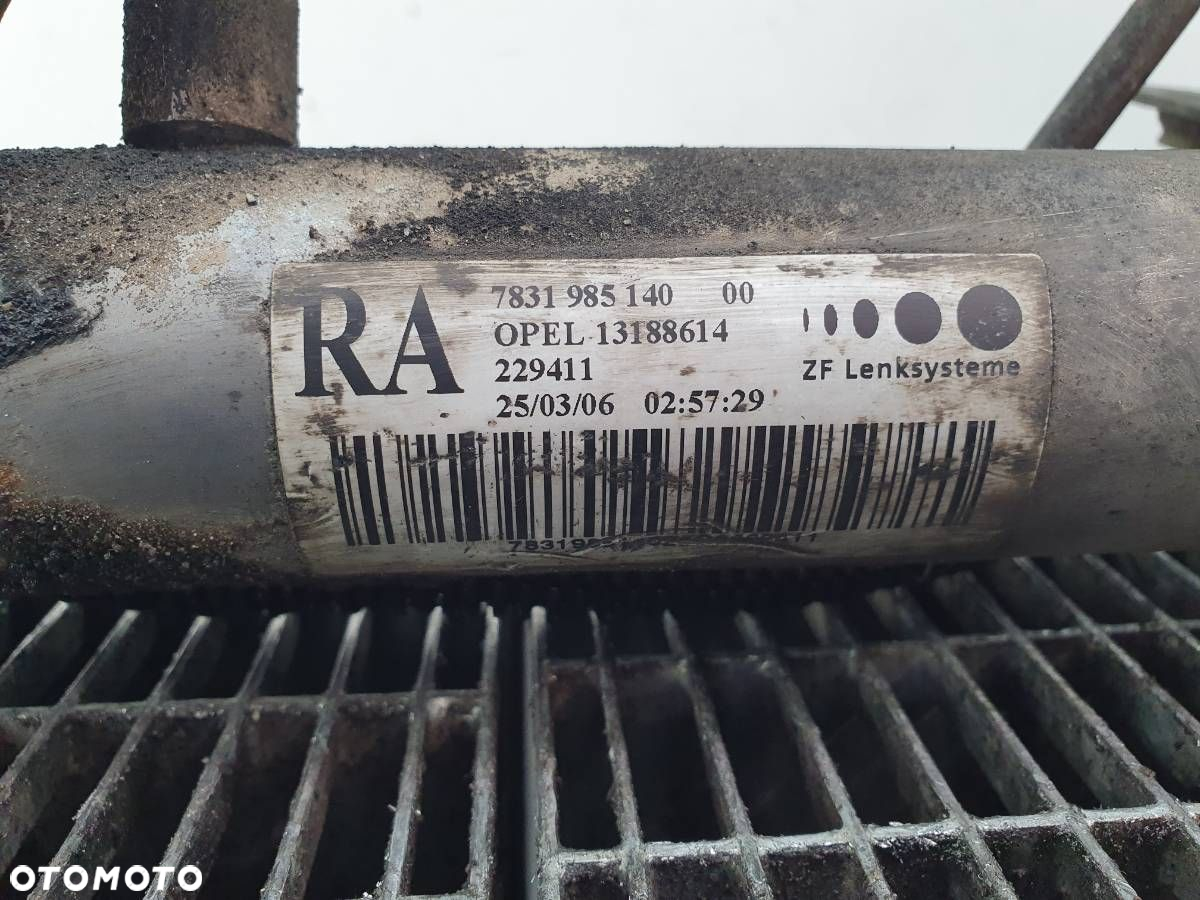 RA
7831 985 140 00
OPEL 13188614
229411
25/03/06 02:57:29
ZF Lenksysteme
OTOMOTO